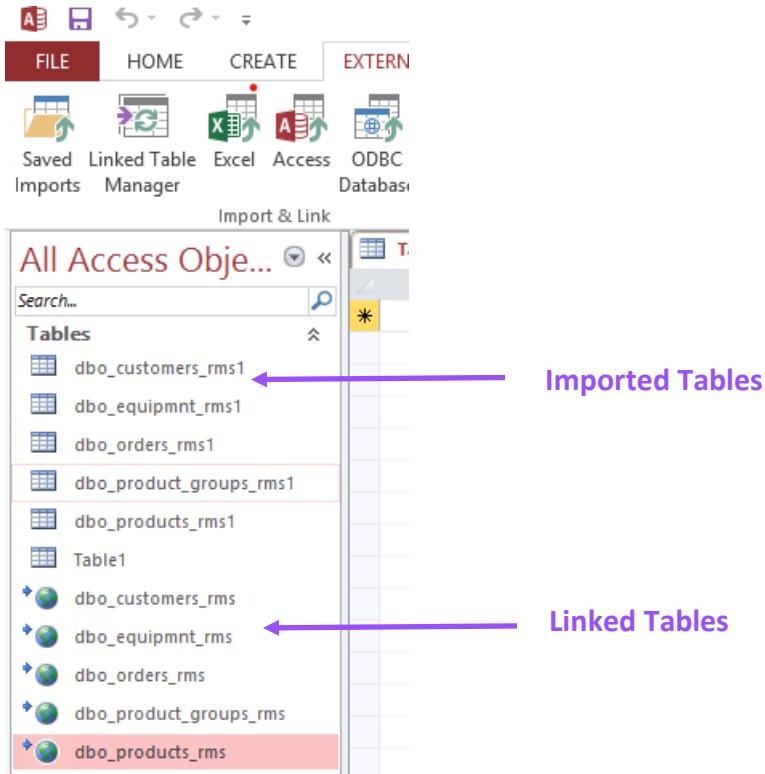 FILE HOME CREATE EXTERN
Saved Linked Table Excel Access ODBC
Imports Manager Databas
Import & Link
All Access Obje... «
T
Search...
Tables
dbo_customers_rms1
Imported Tables
dbo_equipmnt_rms1
dbo_orders_rms1
dbo_product_groups_rms1
dbo_products_rms1
Table1
dbo_customers_rms
Linked Tables
dbo_equipmnt_rms
dbo_orders_rms
dbo_product_groups_rms
dbo_products_rms